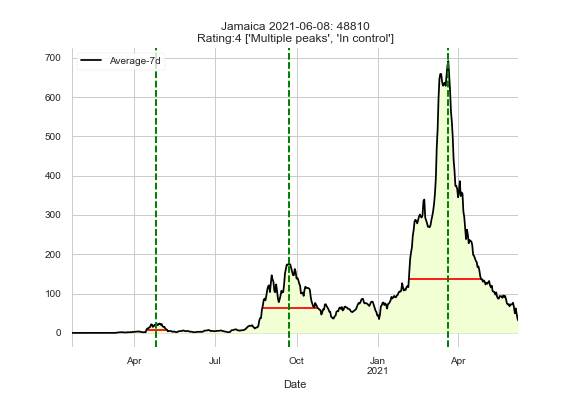 Jamaica 2021-06-08: 48810
Rating:4 ['Multiple peaks', 'In control']
Average-7d
700
600
500
400
300
200
100
0
Apr
Jul
Oct
Jan
2021
Apr
Date